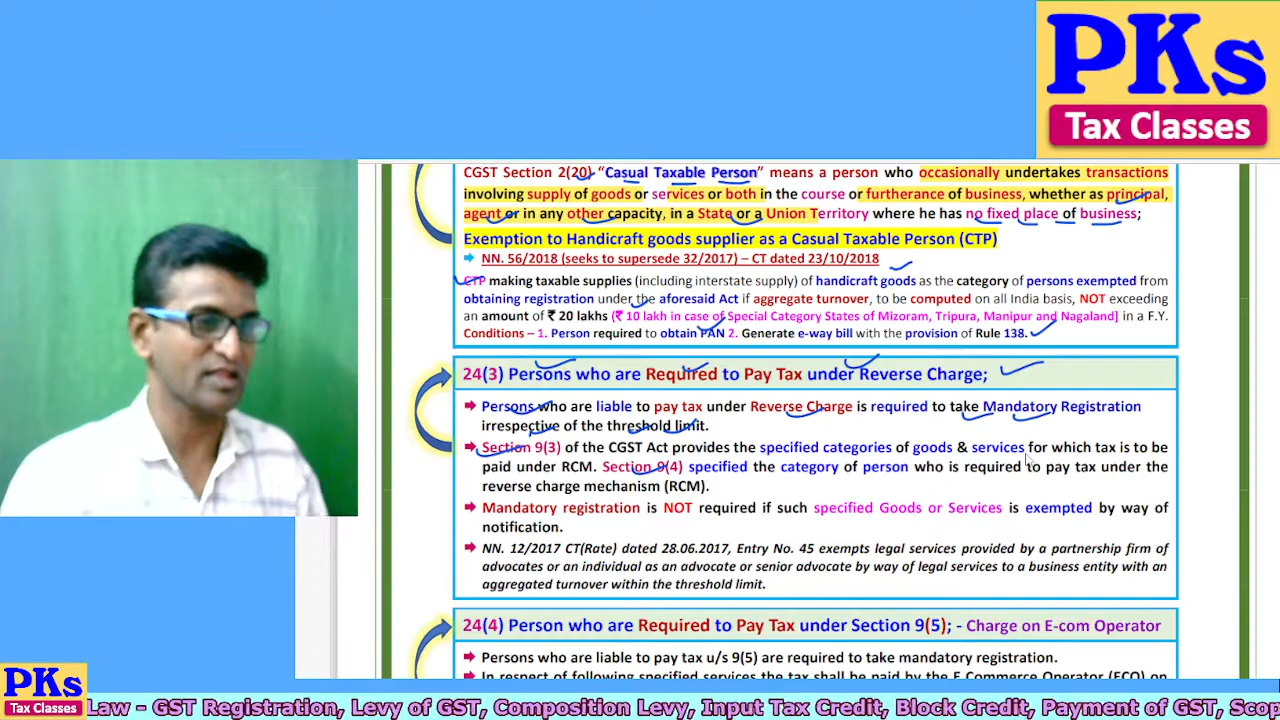 PKs
Tax Classes
CGST Section 2(20) “Casual Taxable Person” means a person who occasionally undertakes transactions
involving supply of goods or services or both in the course or furtherance of business, whether as principal,
agent or in any other capacity, in a State or a Union Territory where he has no fixed place of business;
Exemption to Handicraft goods supplier as a Casual Taxable Person (CTP)
NN. 56/2018 (seeks to supersede 32/2017) – CT dated 23/10/2018
CTP making taxable supplies (including interstate supply) of handicraft goods as the category of persons exempted from
obtaining registration under the aforesaid Act if aggregate turnover, to be computed on all India basis, NOT exceeding
an amount of ₹ 20 lakhs (₹ 10 lakh in case of Special Category States of Mizoram, Tripura, Manipur and Nagaland] in a F.Y.
Conditions – 1. Person required to obtain PAN 2. Generate e-way bill with the provision of Rule 138.
24(3) Persons who are Required to Pay Tax under Reverse Charge;
Persons who are liable to pay tax under Reverse Charge is required to take Mandatory Registration
irrespective of the threshold limit.
Section 9(3) of the CGST Act provides the specified categories of goods & services for which tax is to be
paid under RCM. Section 9(4) specified the category of person who is required to pay tax under the
reverse charge mechanism (RCM).
Mandatory registration is NOT required if such specified Goods or Services is exempted by way of
notification.
NN. 12/2017 CT(Rate) dated 28.06.2017, Entry No. 45 exempts legal services provided by a partnership firm of
advocates or an individual as an advocate or senior advocate by way of legal services to a business entity with an
aggregated turnover within the threshold limit.
24(4) Person who are Required to Pay Tax under Section 9(5); - Charge on E-com Operator
Persons who are liable to pay tax u/s 9(5) are required to take mandatory registration.
In respect of following specified services the tax shall be paid by the E Commerce Operator (ECO) on
PKs
Tax Classes
Law - GST Registration, Levy of GST, Composition Levy, Input Tax Credit, Block Credit, Payment of GST, Scop